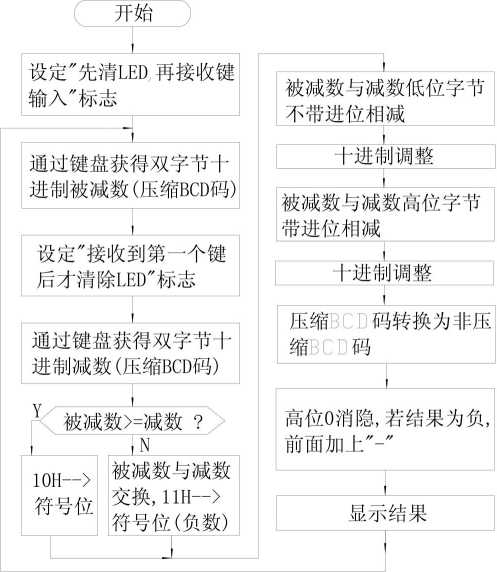 开始
设定"先清LED,再接收键
输入"标志
通过键盘获得双字节十
进制被减数(压缩BCD码)
设定"接收到第一个键
后才清除LED"标志
通过键盘获得双字节十
进制减数(压缩BCD码)
被减数>=减数 ?
Y
N
10H-->
符号位
被减数与减数
交换,11H-->
符号位(负数)
被减数与减数低位字节
不带进位相减
十进制调整
被减数与减数高位字节
带进位相减
十进制调整
压缩BCD码转换为非压
缩BCD码
高位0消隐,若结果为负,
前面加上"-"
显示结果